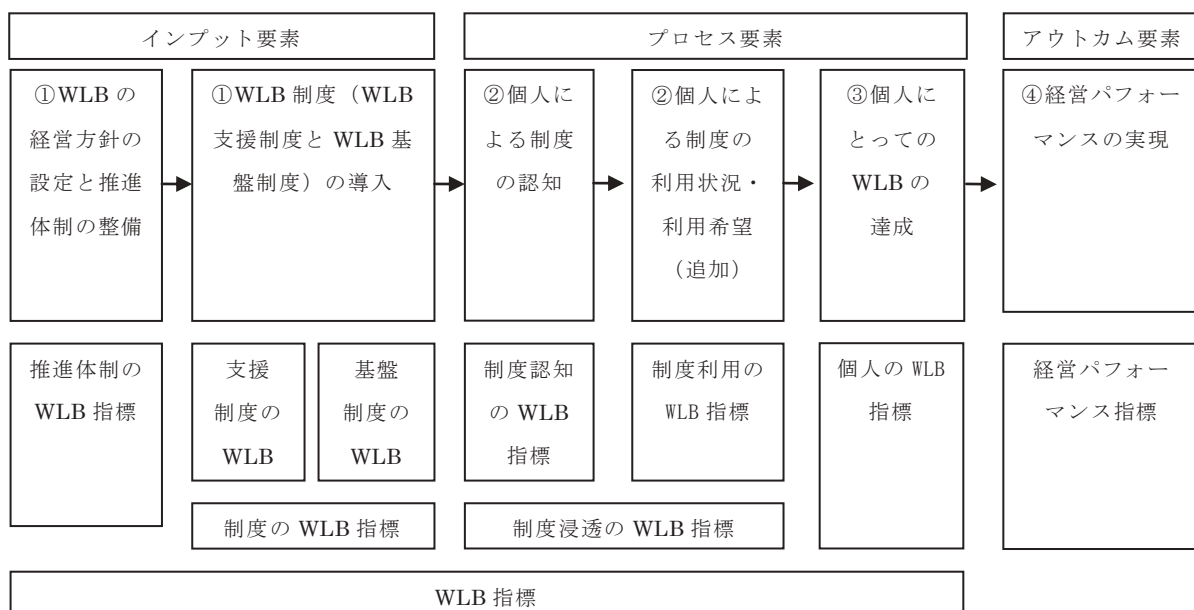 インプット要素
プロセス要素
アウトカム要素
①WLB の
経営方針の
設定と推進
体制の整備
①WLB 制度（WLB
支援制度と WLB 基
盤制度）の導入
②個人に
よる制度
の認知
②個人によ
る制度の
利用状況・
利用希望
（追加）
③個人に
とっての
WLB の
達成
④経営パフォー
マンスの実現
推進体制の
WLB 指標
支援
制度の
WLB
基盤
制度の
WLB
制度認知
の WLB
指標
制度利用の
WLB 指標
個人の WLB
指標
経営パフォー
マンス指標
制度の WLB 指標
制度浸透の WLB 指標
WLB 指標